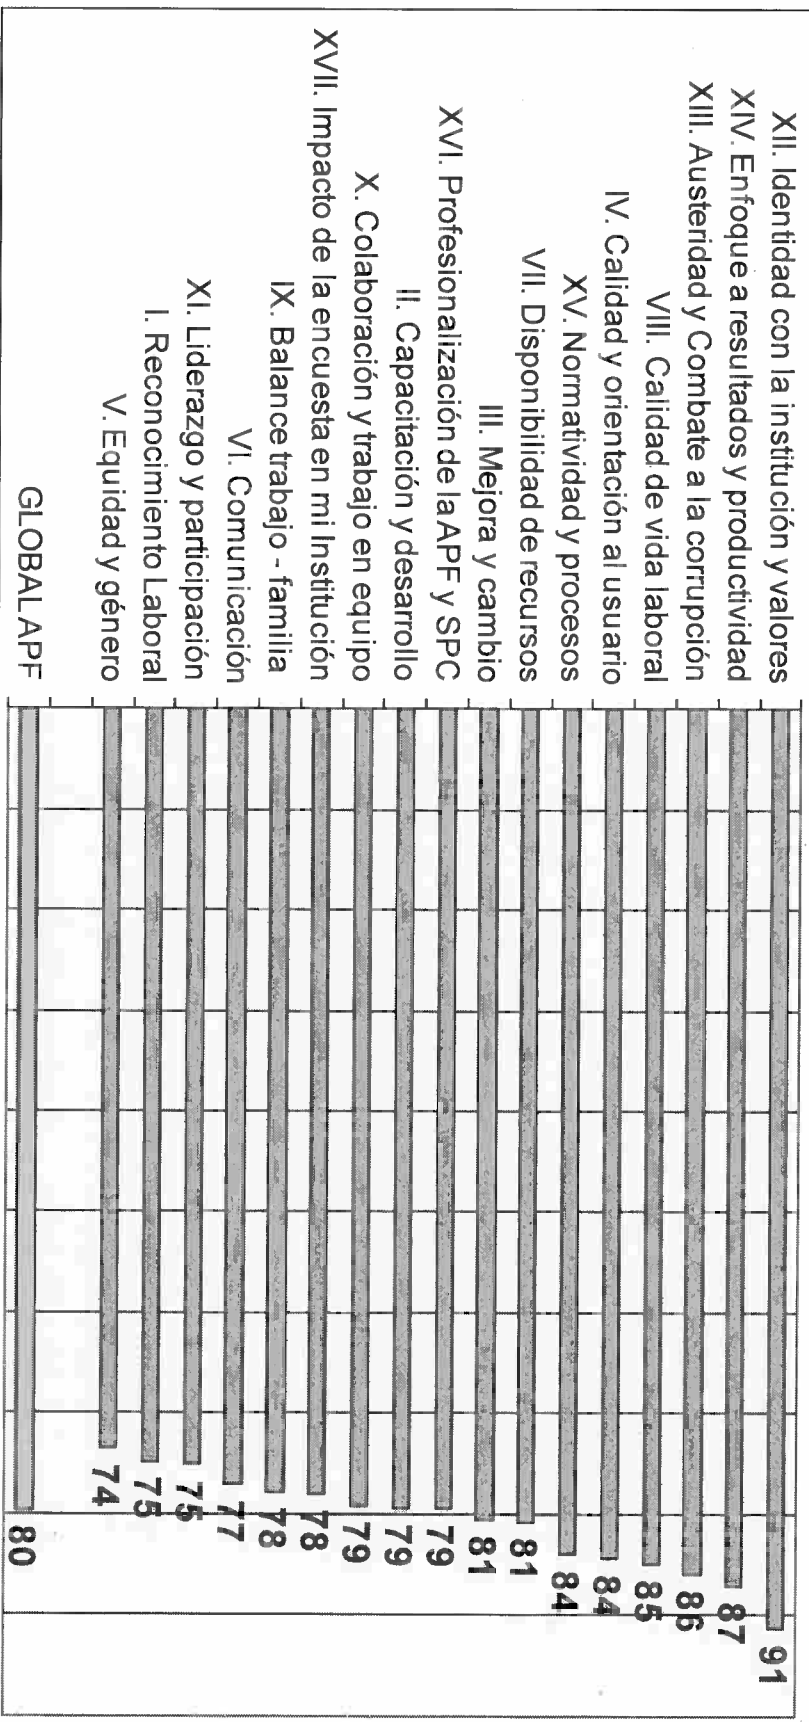 XII. Identidad con la institución y valores 91
XIV. Enfoque a resultados y productividad 87
XIII. Austeridad y Combate a la corrupción 86
VIII. Calidad de vida laboral 85
IV. Calidad y orientación al usuario 84
XV. Normatividad y procesos 84
VII. Disponibilidad de recursos 81
III. Mejora y cambio 81
XVI. Profesionalización de la APF y SPC 79
II. Capacitación y desarrollo 79
X. Colaboración y trabajo en equipo 79
XVII. Impacto de la encuesta en mi Institución 78
IX. Balance trabajo - familia 78
VI. Comunicación 77
XI. Liderazgo y participación 75
I. Reconocimiento Laboral 75
V. Equidad y género 74
GLOBAL APF 80